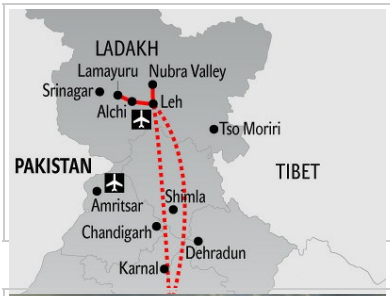 LADAKH
Lamayuru
Nubra Valley
Srinagar
Leh
Alchi
Tso Moriri
PAKISTAN
TIBET
Amritsar
Shimla
Chandigarh
Dehradun
Karnal